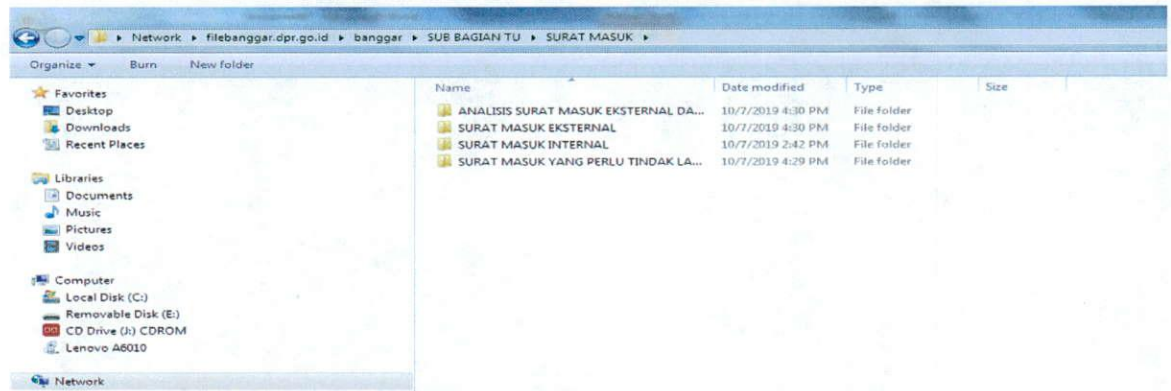 Network ▸ filebanggar.dpr.go.id ▸ banggar ▸ SUB BAGIAN TU ▸ SURAT MASUK ▸
Organize Burn New folder
Favorites
Desktop
Downloads
Recent Places
Libraries
Documents
Music
Pictures
Videos
Computer
Local Disk (C:)
Removable Disk (E:)
CD Drive (J:) CDROM
Lenovo A6010
Network
Name Date modified Type Size
ANALISIS SURAT MASUK EKSTERNAL DA... 10/7/2019 4:30 PM File folder
SURAT MASUK EKSTERNAL 10/7/2019 4:30 PM File folder
SURAT MASUK INTERNAL 10/7/2019 2:42 PM File folder
SURAT MASUK YANG PERLU TINDAK LA... 10/7/2019 4:29 PM File folder